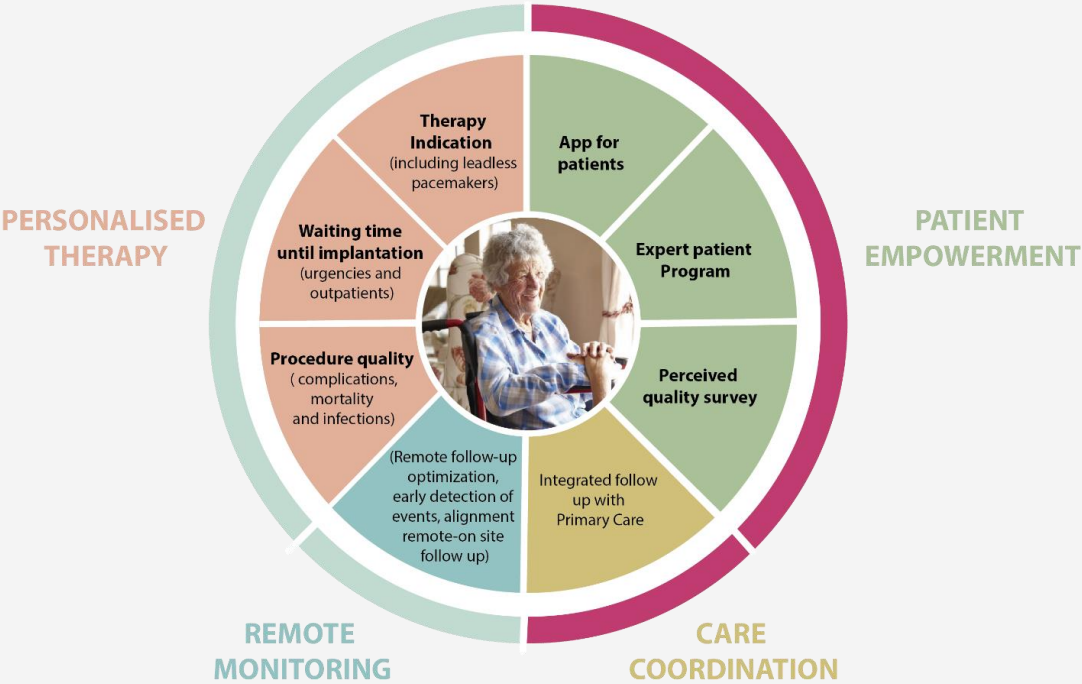 PERSONALISED
THERAPY
Therapy
Indication
(including leadless
pacemakers)
Waiting time
until implantation
(urgencies and
outpatients)
Procedure quality
( complications,
mortality
and infections)
App for
patients
Expert patient
Program
Perceived
quality survey
PATIENT
EMPOWERMENT
(Remote follow-up
optimization,
early detection of
events, alignment
remote-on site
follow up)
Integrated follow
up with
Primary Care
REMOTE
MONITORING
CARE
COORDINATION